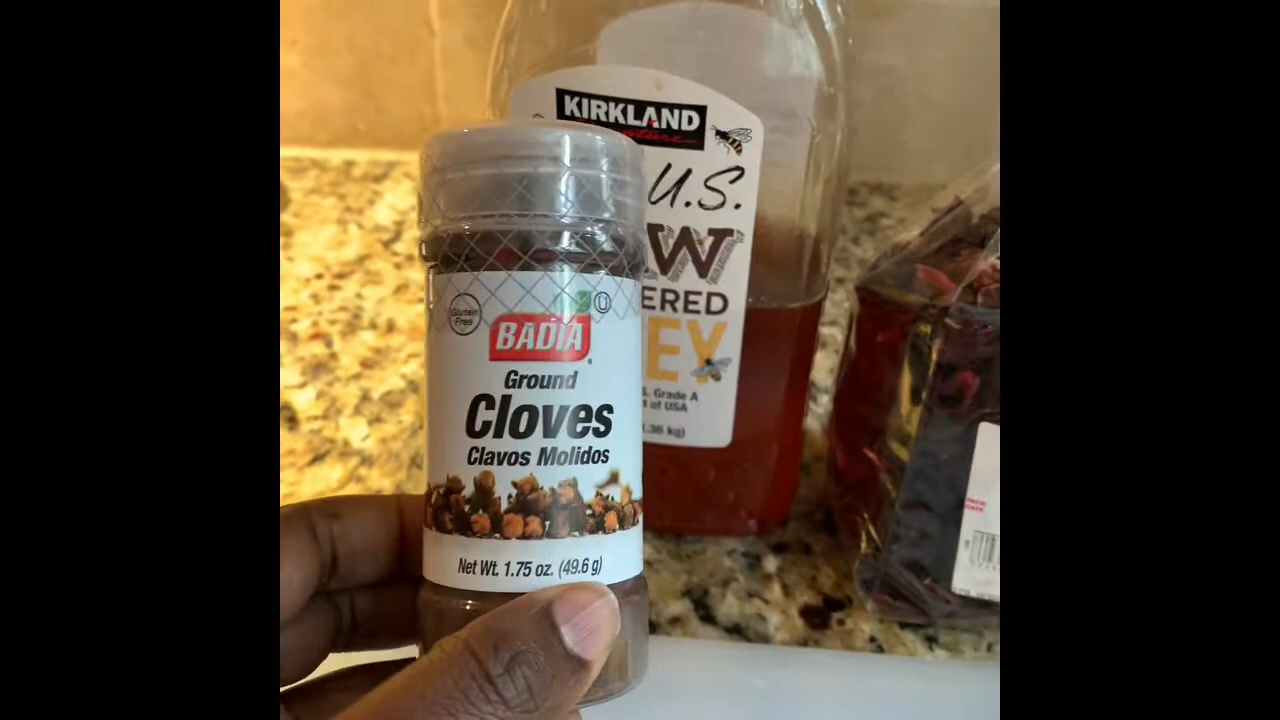 Gluten
Free
U
BADIA
Ground
Cloves
Clavos Molidos
Net Wt. 1.75 oz. (49.6 g)
KIRKLAND
U.S.
AW
ERED
EY
S. Grade A
t of USA
.36 kg)